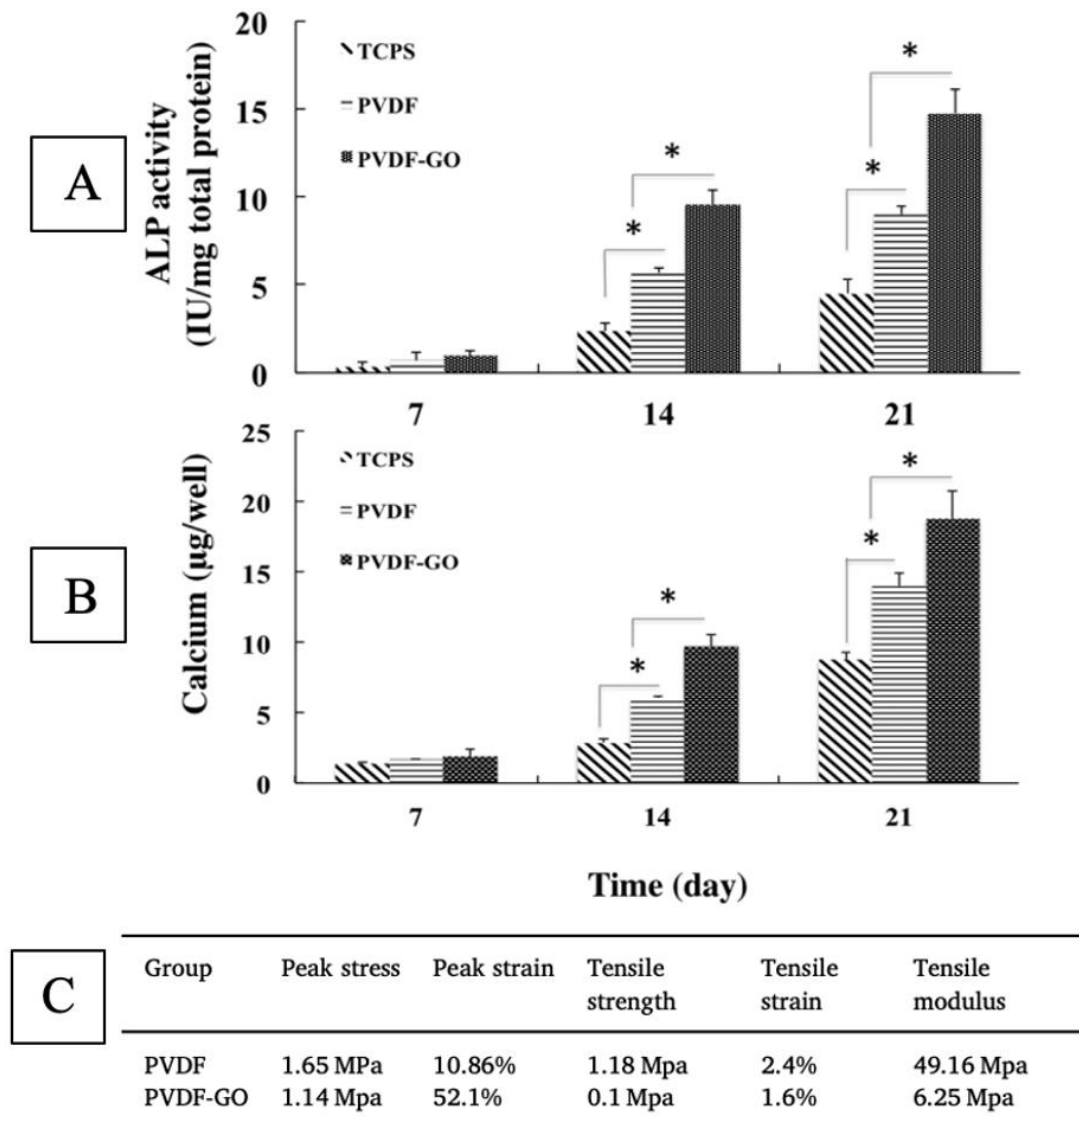 A
ALP activity
(IU/mg total protein)
20
15
10
5
0
TCPS
PVDF
PVDF-GO
*
*
*
*
7
14
21
B
Calcium (µg/well)
25
20
15
10
5
0
TCPS
PVDF
PVDF-GO
*
*
*
*
7
14
21
Time (day)
C
Group Peak stress Peak strain Tensile strength Tensile strain Tensile modulus
PVDF 1.65 MPa 10.86% 1.18 Mpa 2.4% 49.16 Mpa
PVDF-GO 1.14 Mpa 52.1% 0.1 Mpa 1.6% 6.25 Mpa